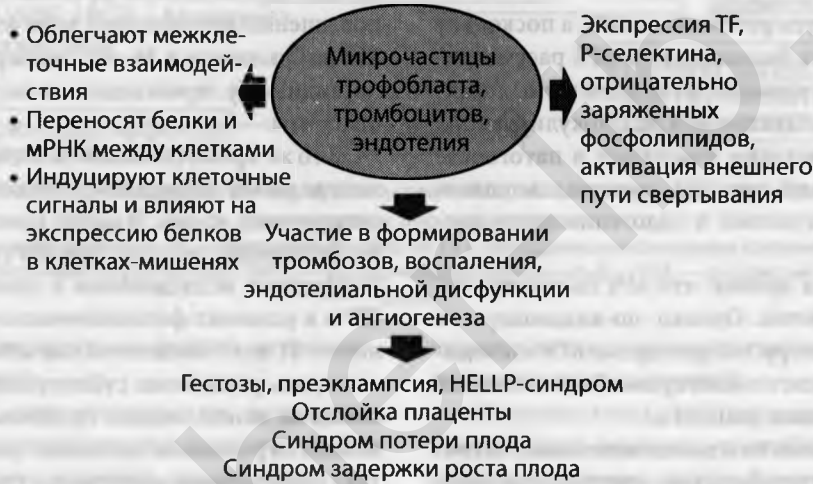 • Облегчают межкле-
точные взаимодей-
ствия
• Переносят белки и
мРНК между клетками
• Индуцируют клеточные
сигналы и влияют на
экспрессию белков
в клетках-мишенях
Микрочастицы
трофобласта,
тромбоцитов,
эндотелия
Экспрессия TF,
Р-селектина,
отрицательно
заряженных
фосфолипидов,
активация внешнего
пути свертывания
Участие в формировании
тромбозов, воспаления,
эндотелиальной дисфункции
и ангиогенеза
Гестозы, преэклампсия, HELLP-синдром
Отслойка плаценты
Синдром потери плода
Синдром задержки роста плода